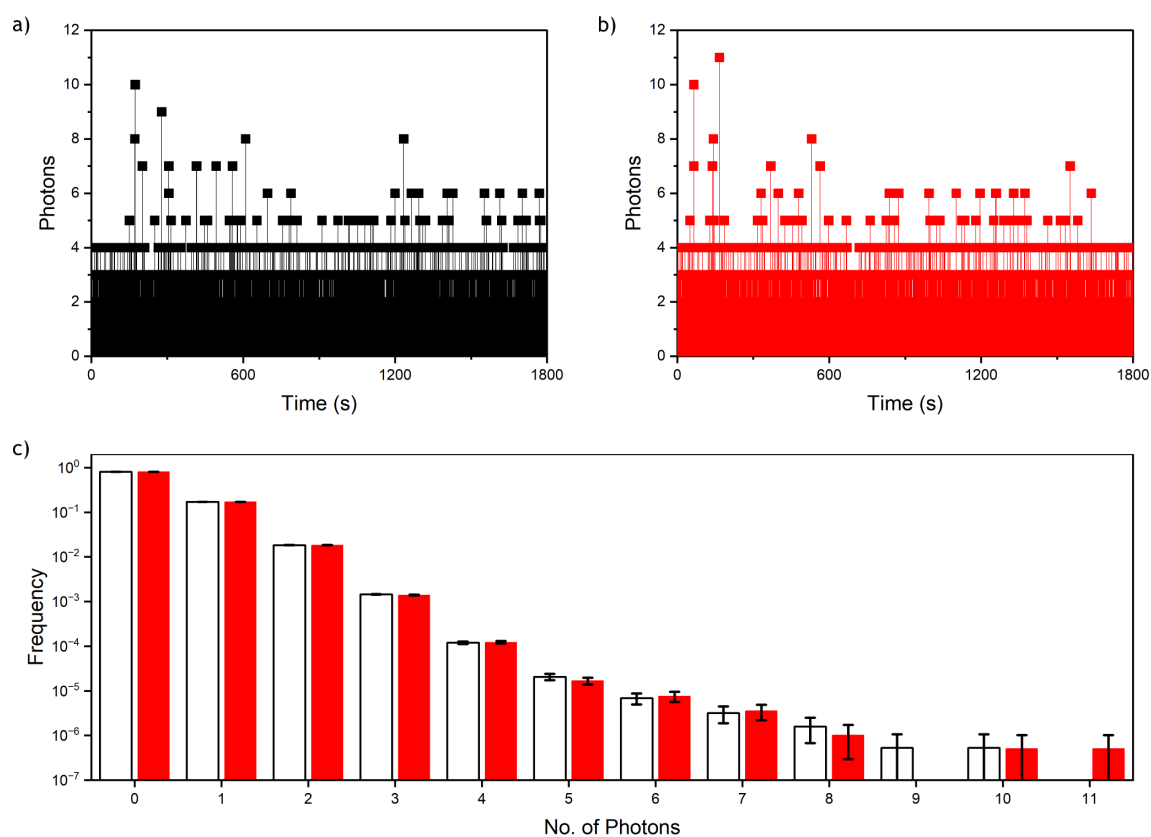 a)
b)
12
10
8
6
4
2
0
Photons
0 600 1200 1800
Time (s)
12
10
8
6
4
2
0
Photons
0 600 1200 1800
Time (s)
c)
10⁰
10⁻¹
10⁻²
10⁻³
10⁻⁴
10⁻⁵
10⁻⁶
10⁻⁷
Frequency
0 1 2 3 4 5 6 7 8 9 10 11
No. of Photons